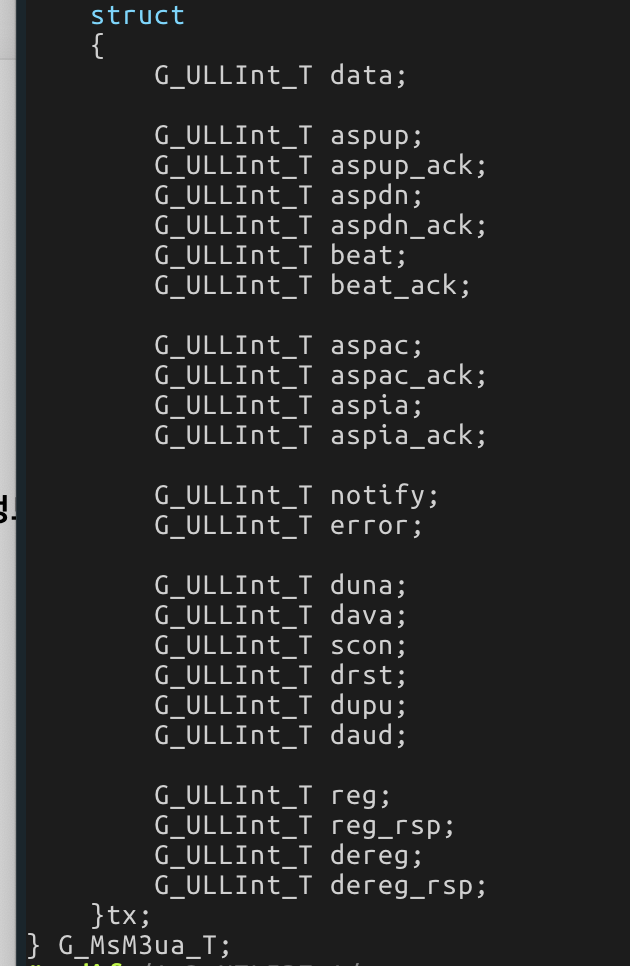 struct
{
G_ULLInt_T data;
G_ULLInt_T aspup;
G_ULLInt_T aspup_ack;
G_ULLInt_T aspdn;
G_ULLInt_T aspdn_ack;
G_ULLInt_T beat;
G_ULLInt_T beat_ack;
G_ULLInt_T aspac;
G_ULLInt_T aspac_ack;
G_ULLInt_T aspia;
G_ULLInt_T aspia_ack;
G_ULLInt_T notify;
G_ULLInt_T error;
G_ULLInt_T duna;
G_ULLInt_T dava;
G_ULLInt_T scon;
G_ULLInt_T drst;
G_ULLInt_T dupu;
G_ULLInt_T daud;
G_ULLInt_T reg;
G_ULLInt_T reg_rsp;
G_ULLInt_T dereg;
G_ULLInt_T dereg_rsp;
}tx;
} G_MsM3ua_T;